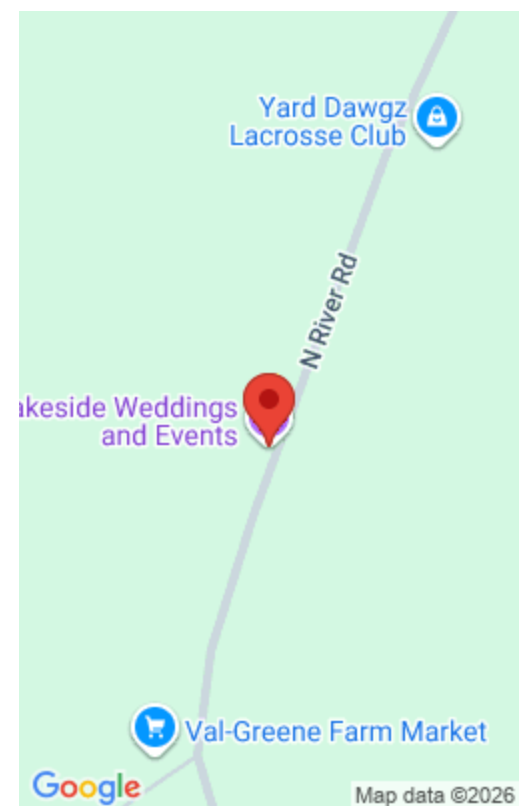 Yard Dawgz
Lacrosse Club
N River Rd
akeside Weddings
and Events
Val-Greene Farm Market
Google
Map data ©2026